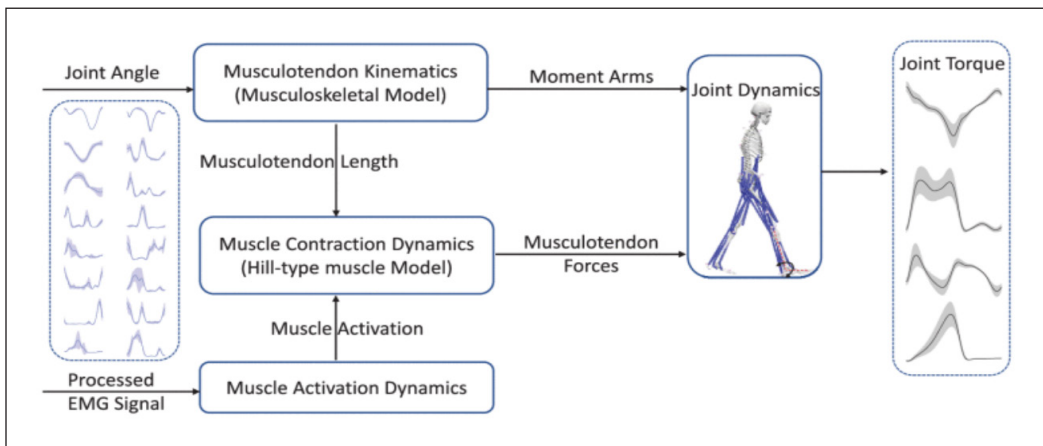 Joint Angle
Musculotendon Kinematics
(Musculoskeletal Model)
Moment Arms
Joint Dynamics
Joint Torque
Musculotendon Length
Muscle Contraction Dynamics
(Hill-type muscle Model)
Musculotendon
Forces
Muscle Activation
Processed
EMG Signal
Muscle Activation Dynamics